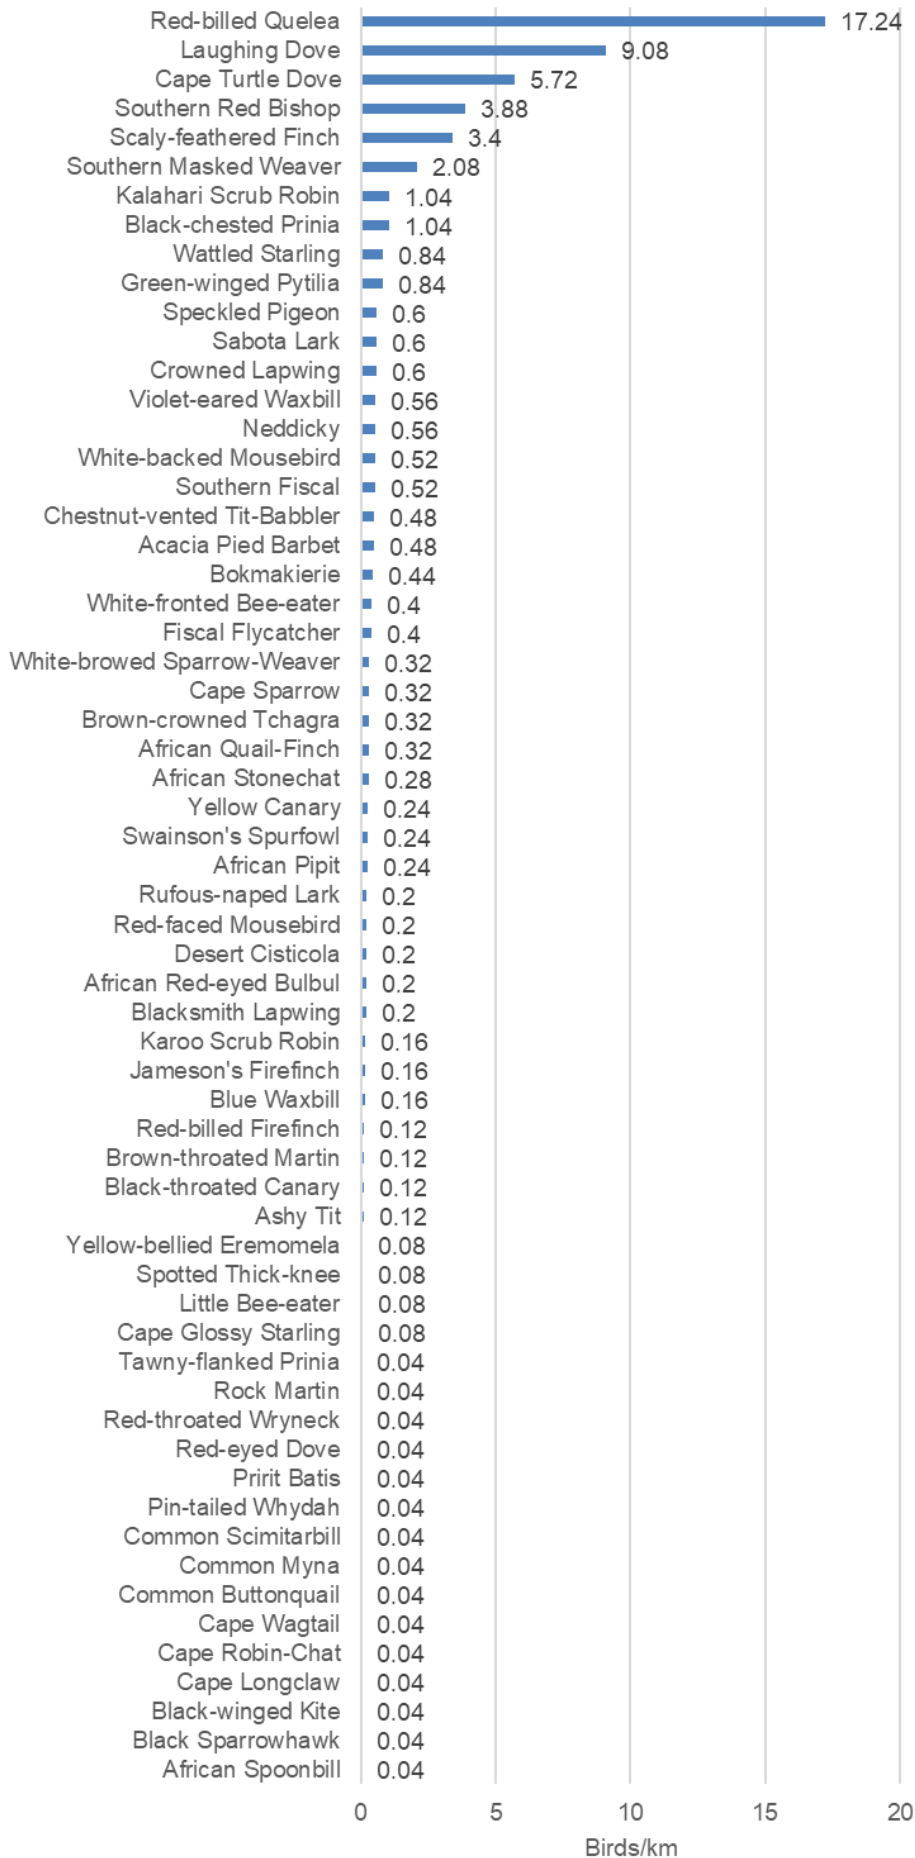 Red-billed Quelea 17.24
Laughing Dove 9.08
Cape Turtle Dove 5.72
Southern Red Bishop 3.88
Scaly-feathered Finch 3.4
Southern Masked Weaver 2.08
Kalahari Scrub Robin 1.04
Black-chested Prinia 1.04
Wattled Starling 0.84
Green-winged Pytilia 0.84
Speckled Pigeon 0.6
Sabota Lark 0.6
Crowned Lapwing 0.6
Violet-eared Waxbill 0.56
Neddicky 0.56
White-backed Mousebird 0.52
Southern Fiscal 0.52
Chestnut-vented Tit-Babbler 0.48
Acacia Pied Barbet 0.48
Bokmakierie 0.44
White-fronted Bee-eater 0.4
Fiscal Flycatcher 0.4
White-browed Sparrow-Weaver 0.32
Cape Sparrow 0.32
Brown-crowned Tchagra 0.32
African Quail-Finch 0.32
African Stonechat 0.28
Yellow Canary 0.24
Swainson's Spurfowl 0.24
African Pipit 0.24
Rufous-naped Lark 0.2
Red-faced Mousebird 0.2
Desert Cisticola 0.2
African Red-eyed Bulbul 0.2
Blacksmith Lapwing 0.2
Karoo Scrub Robin 0.16
Jameson's Firefinch 0.16
Blue Waxbill 0.16
Red-billed Firefinch 0.12
Brown-throated Martin 0.12
Black-throated Canary 0.12
Ashy Tit 0.12
Yellow-bellied Eremomela 0.08
Spotted Thick-knee 0.08
Little Bee-eater 0.08
Cape Glossy Starling 0.08
Tawny-flanked Prinia 0.04
Rock Martin 0.04
Red-throated Wryneck 0.04
Red-eyed Dove 0.04
Pririt Batis 0.04
Pin-tailed Whydah 0.04
Common Scimitarbill 0.04
Common Myna 0.04
Common Buttonquail 0.04
Cape Wagtail 0.04
Cape Robin-Chat 0.04
Cape Longclaw 0.04
Black-winged Kite 0.04
Black Sparrowhawk 0.04
African Spoonbill 0.04
0 5 10 15 20
Birds/km